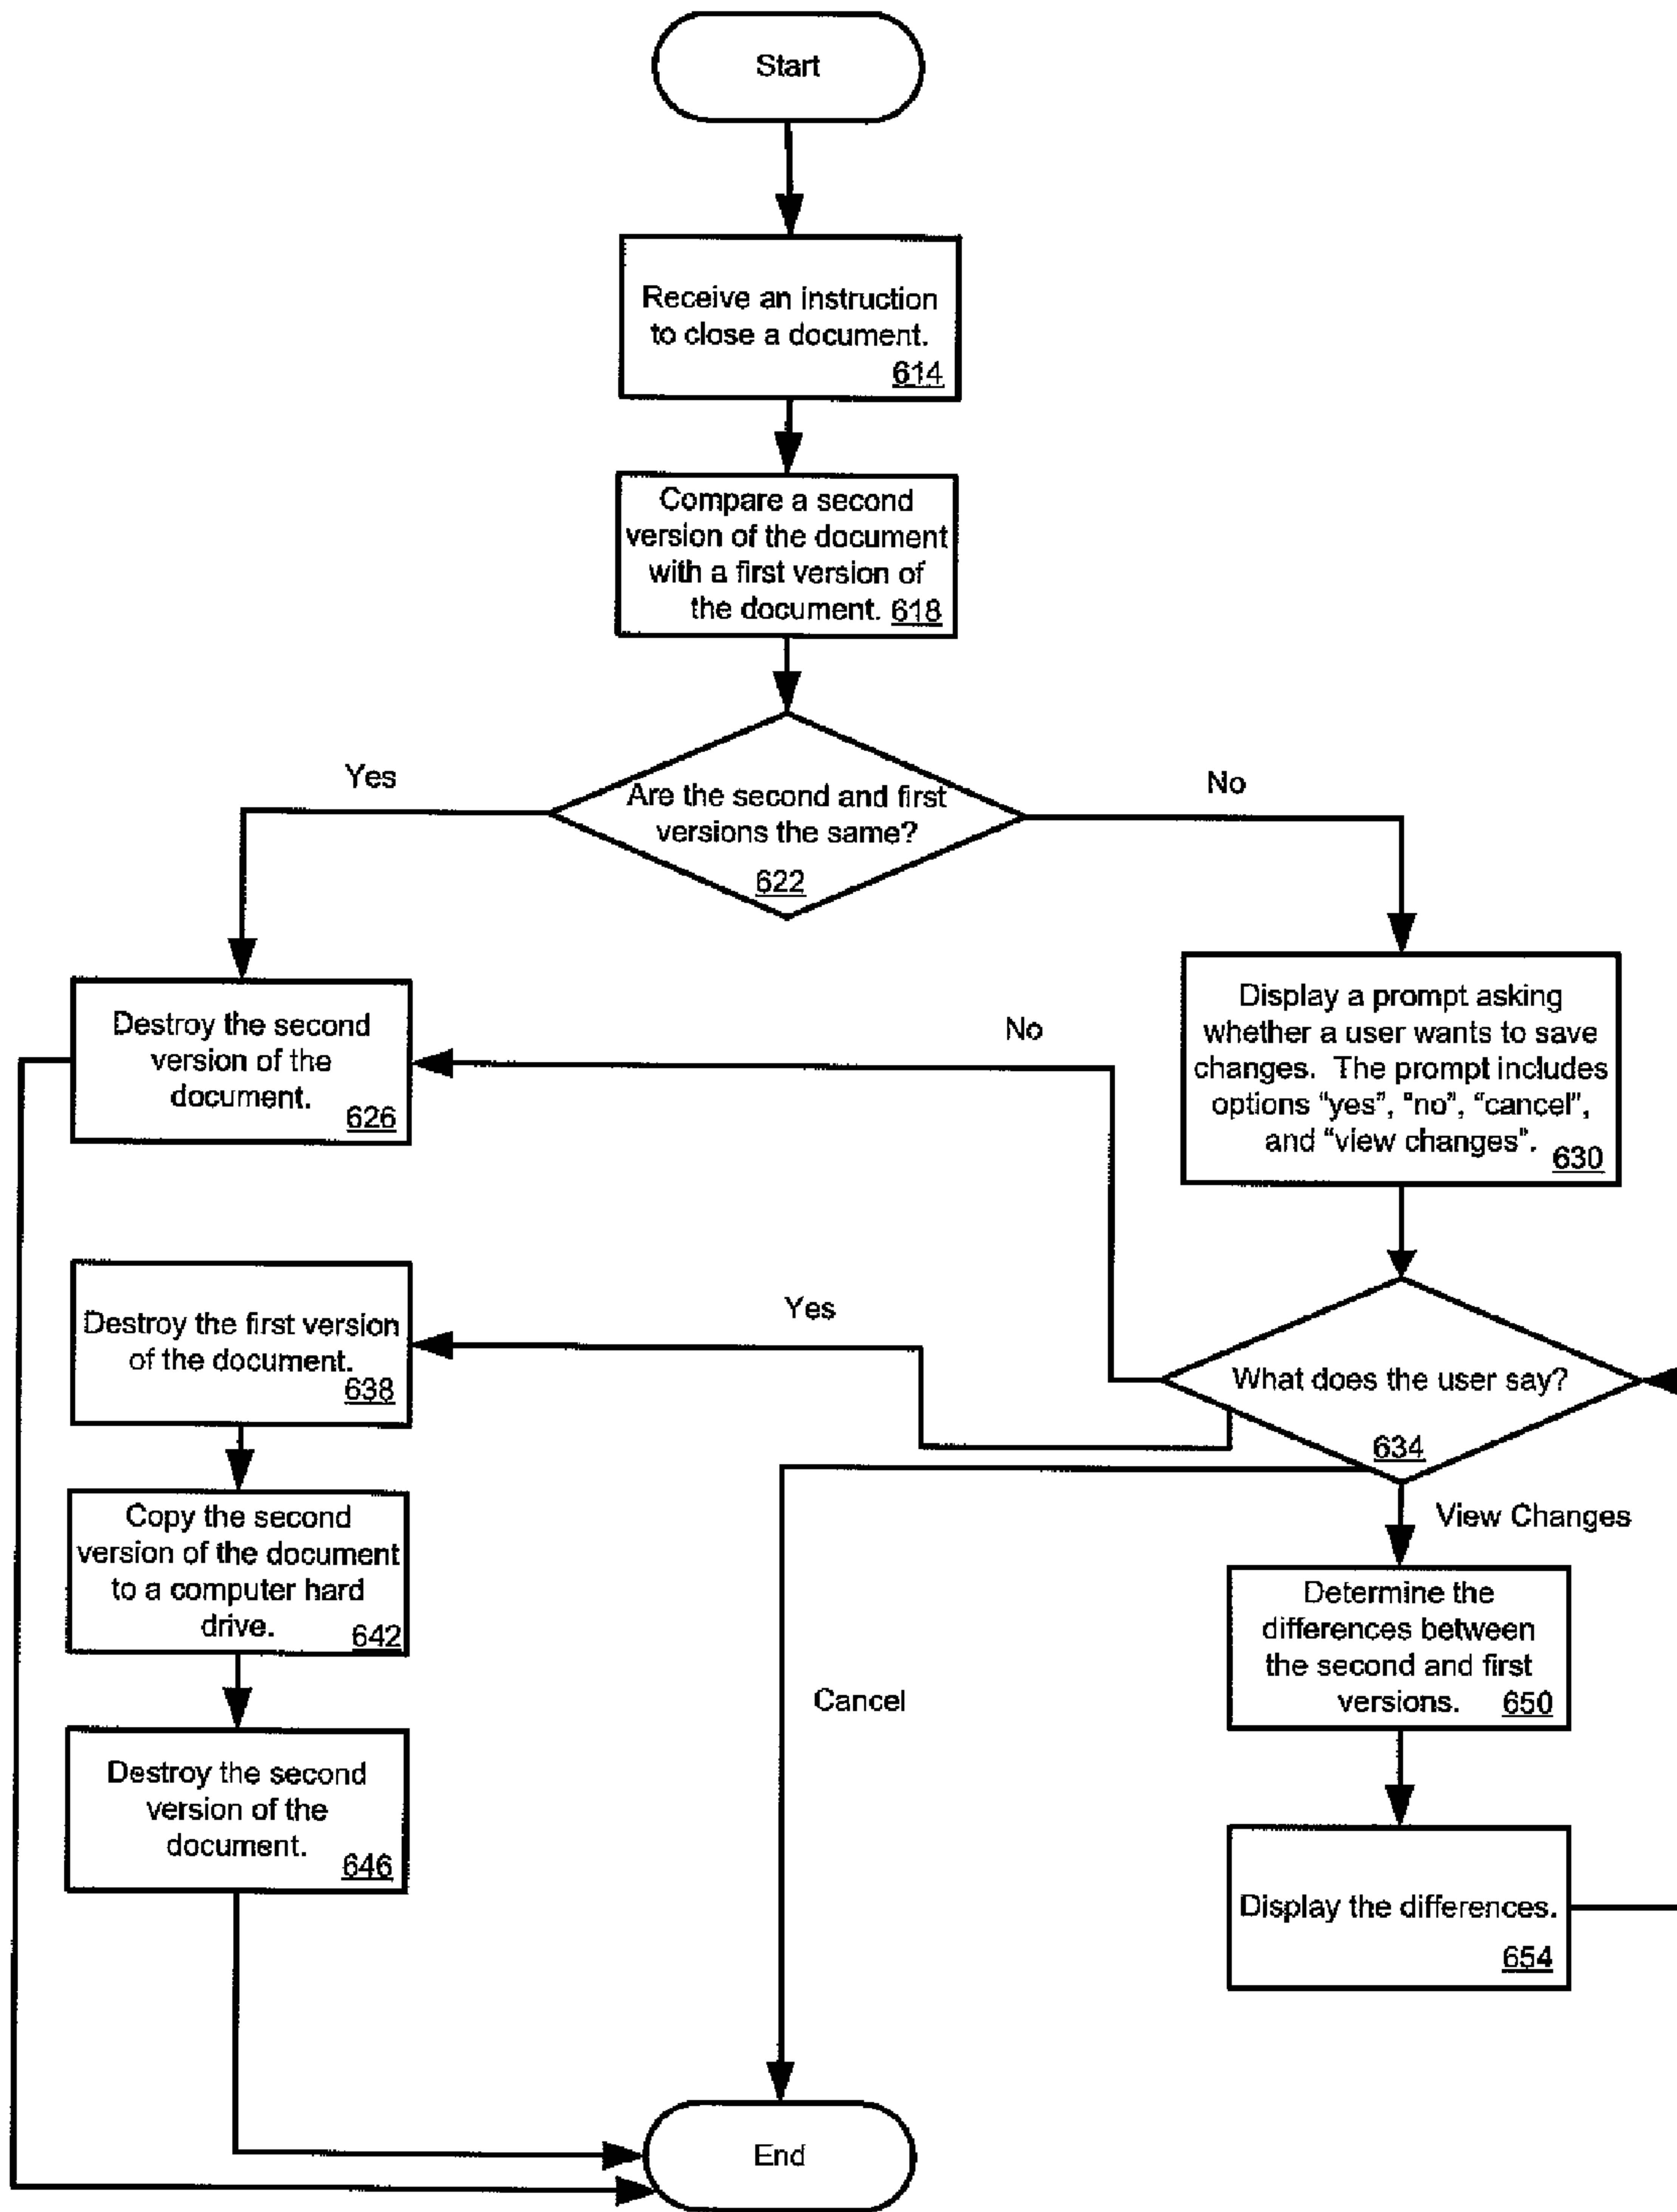 Start
Receive an instruction
to close a document.
614
Compare a second
version of the document
with a first version of
the document. 618
Yes
No
Are the second and first
versions the same?
622
Destroy the second
version of the
document.
626
No
Display a prompt asking
whether a user wants to save
changes. The prompt includes
options “yes”, “no”, “cancel”,
and “view changes”. 630
Destroy the first version
of the document.
638
Yes
What does the user say?
634
View Changes
Copy the second
version of the document
to a computer hard
drive. 642
Determine the
differences between
the second and first
versions. 650
Cancel
Destroy the second
version of the
document.
646
Display the differences.
654
End